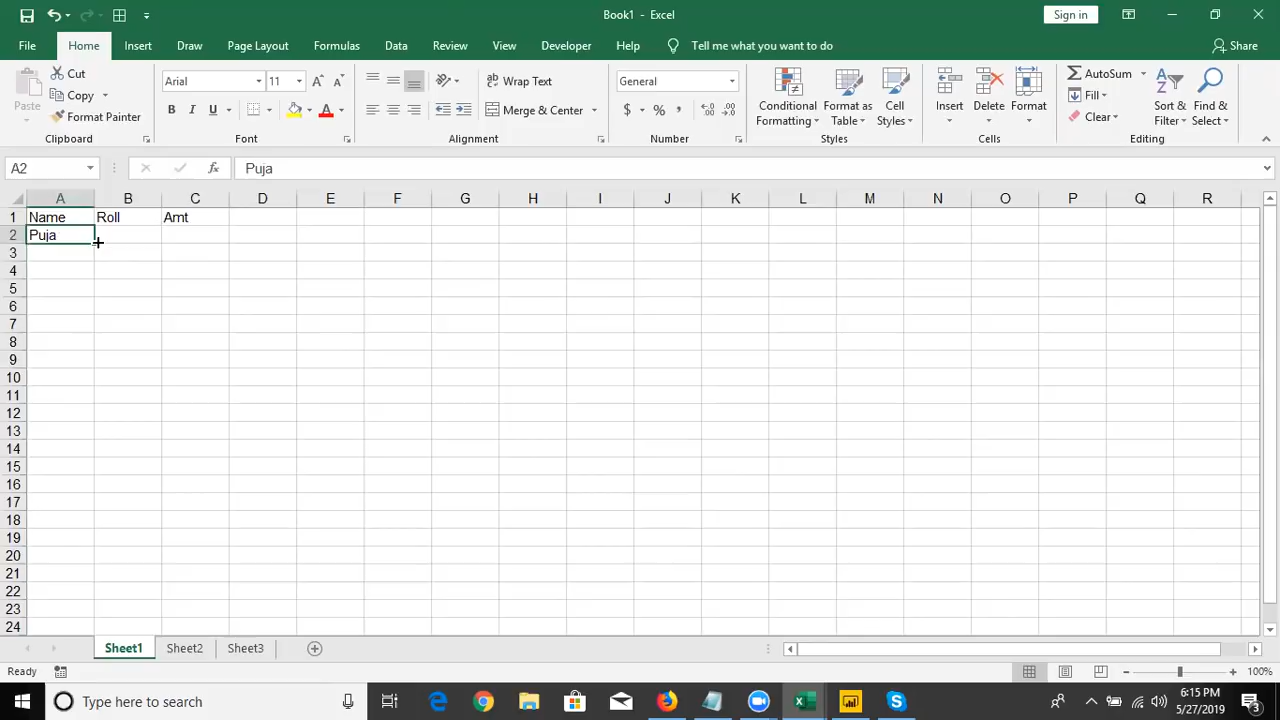 Book1 - Excel
Sign in
File Home Insert Draw Page Layout Formulas Data Review View Developer Help Tell me what you want to do Share
Paste
Cut
Copy
Format Painter
Clipboard
Arial 11
B I U
Font
Wrap Text
Merge & Center
Alignment
General
$ % ,
Number
Conditional Formatting
Format as Table
Cell Styles
Styles
Insert Delete Format
Cells
AutoSum
Fill
Clear
Sort & Filter
Find & Select
Editing
A2 fx Puja
A B C D E F G H I J K L M N O P Q R
1 Name Roll Amt
2 Puja
3
4
5
6
7
8
9
10
11
12
13
14
15
16
17
18
19
20
21
22
23
24
Sheet1 Sheet2 Sheet3
Ready 100%
Type here to search
6:15 PM
5/27/2019
3